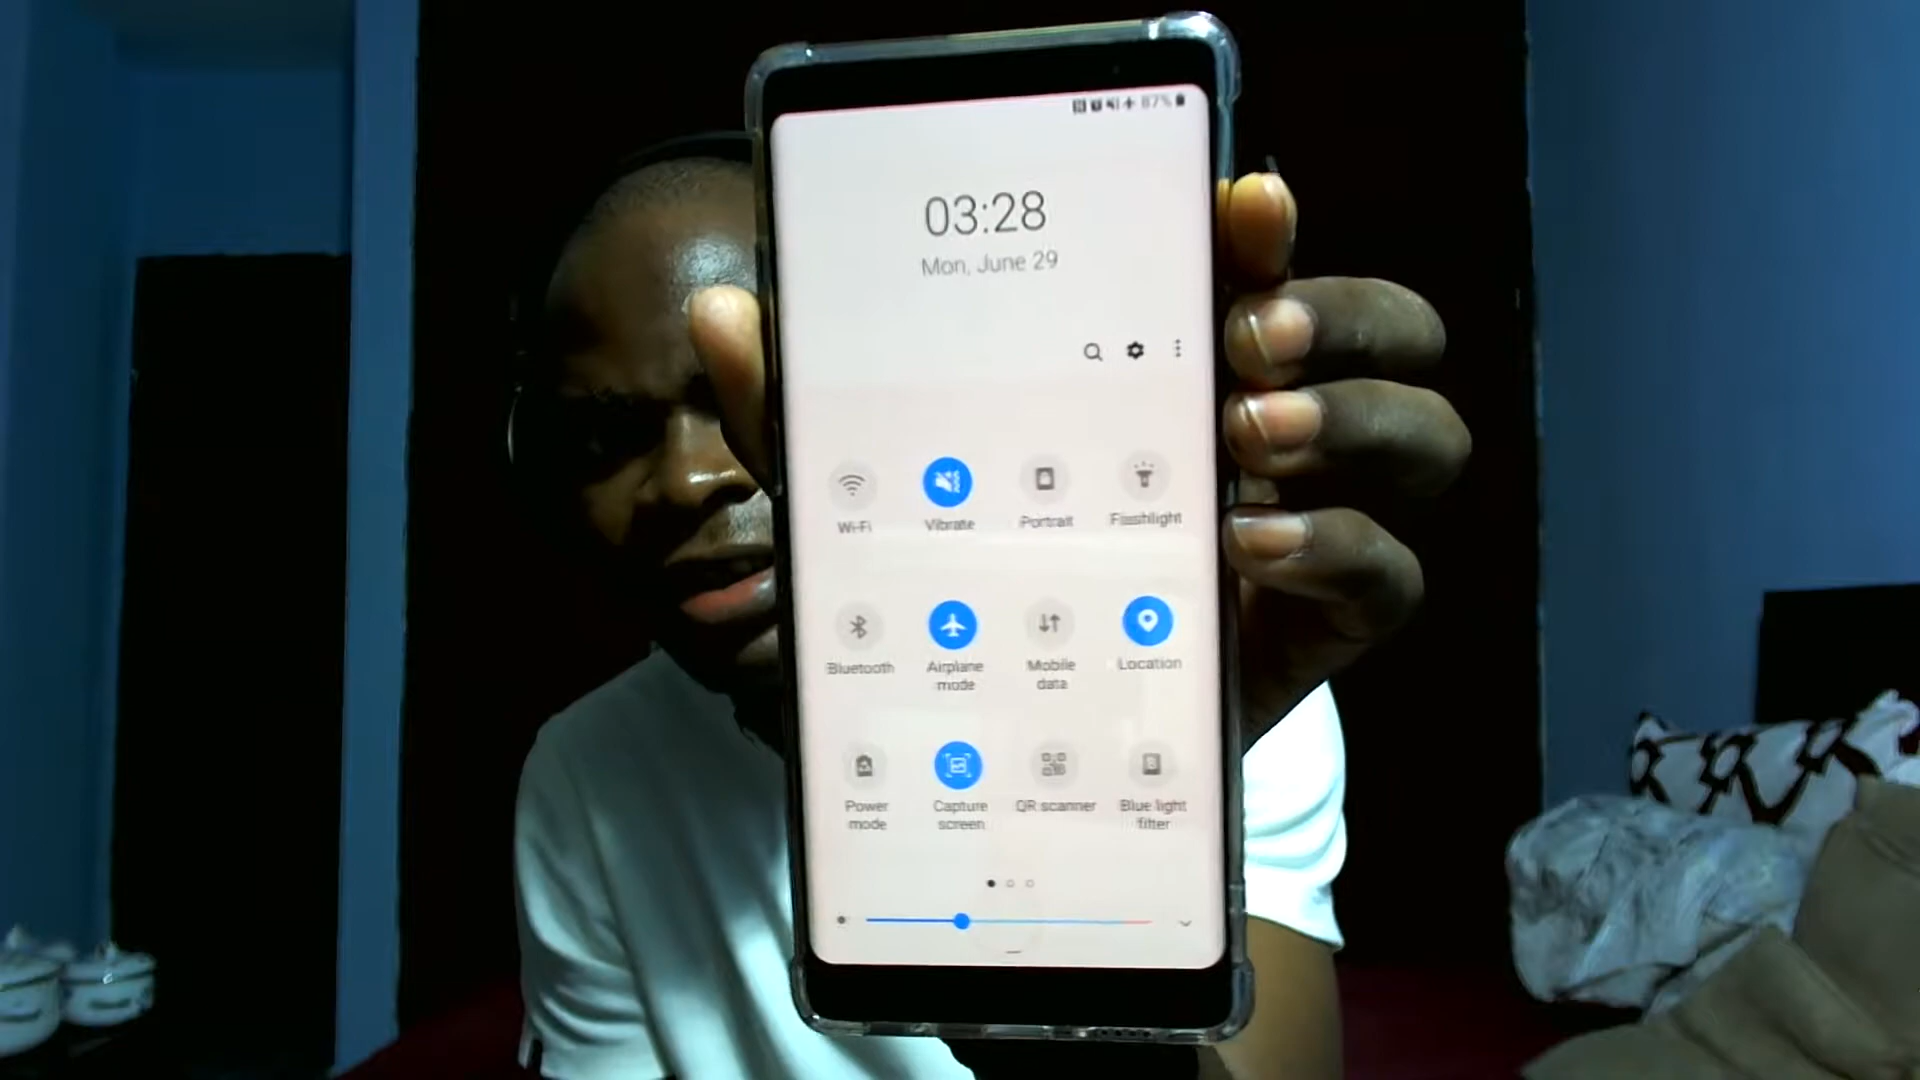 87%
03:28
Mon, June 29
Wi-Fi
Vibrate
Portrait
Flashlight
Bluetooth
Airplane
mode
Mobile
data
Location
Power
mode
Capture
screen
QR scanner
Blue light
filter